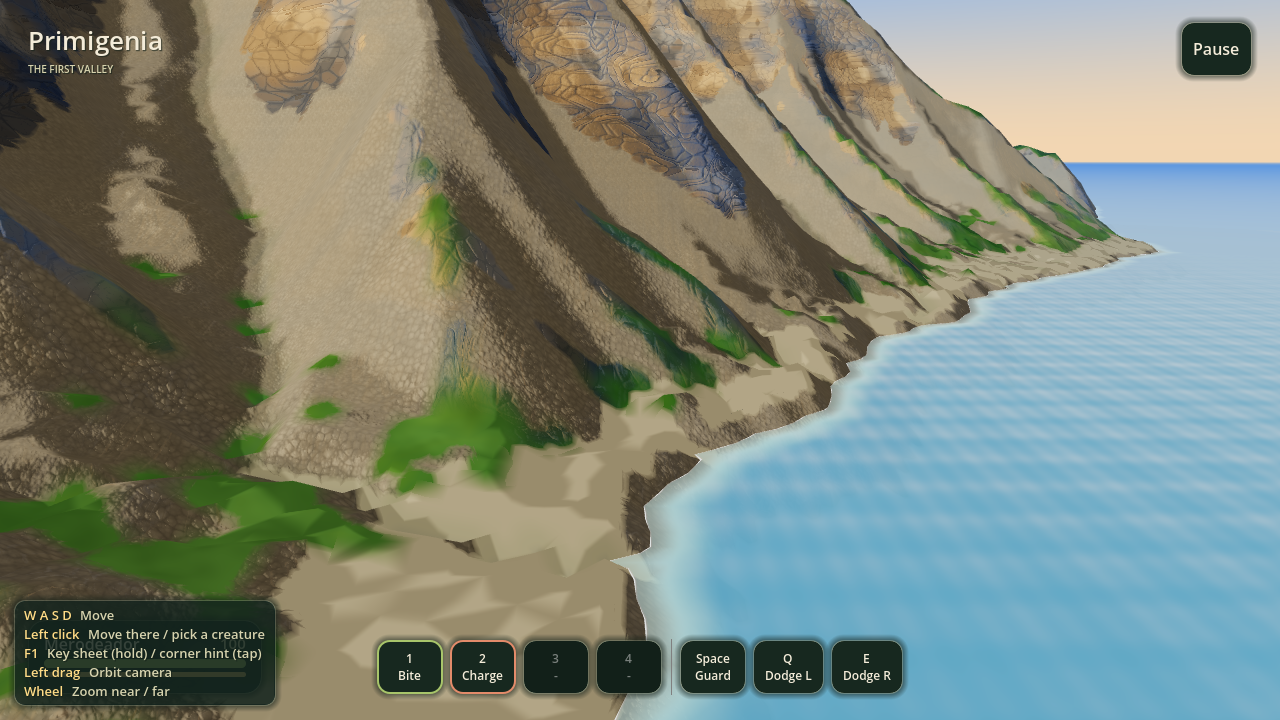 Primigenia
THE FIRST VALLEY
Pause
W A S D Move
Left click Move there / pick a creature
F1 Key sheet (hold) / corner hint (tap)
Left drag Orbit camera
Wheel Zoom near / far
1
Bite
2
Charge
3
-
4
-
Space
Guard
Q
Dodge L
E
Dodge R